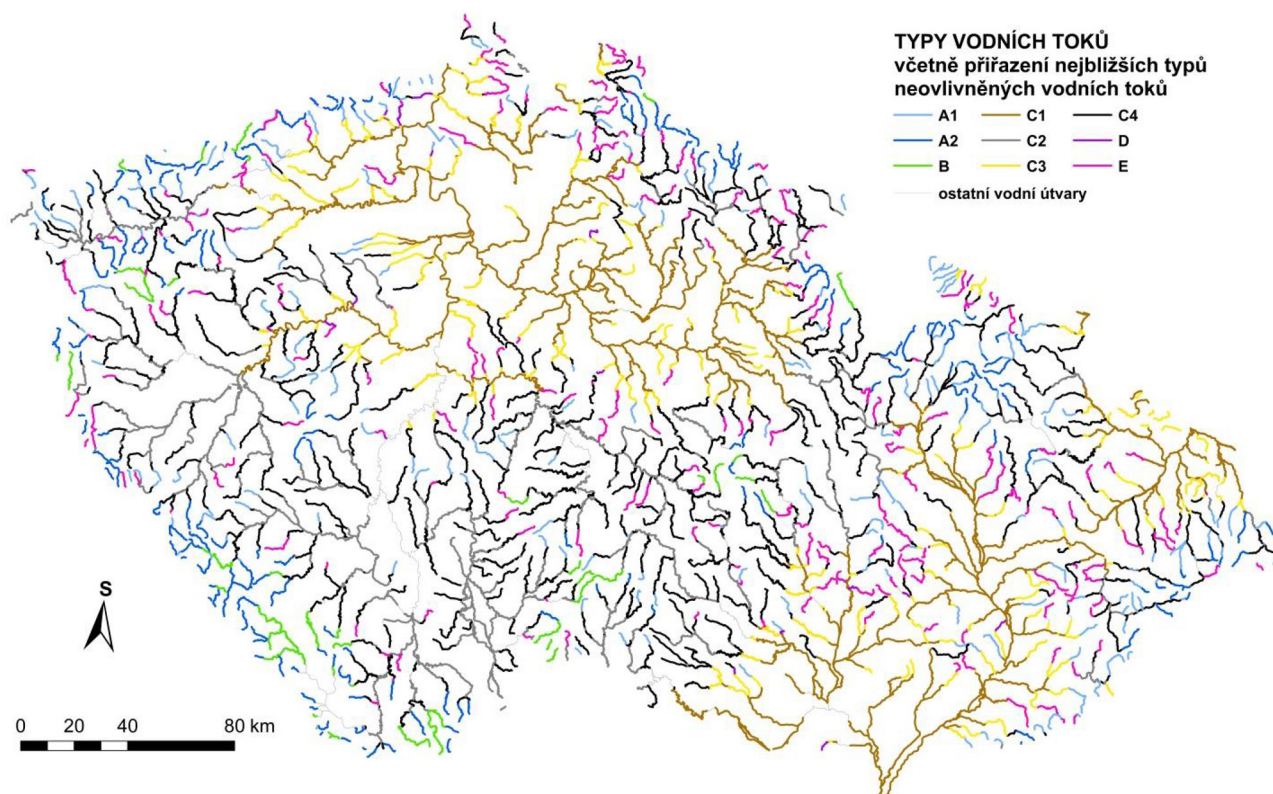 TYPY VODNÍCH TOKŮ
včetně přiřazení nejbližších typů
neovlivněných vodních toků
A1 C1 C4
A2 C2 D
B C3 E
ostatní vodní útvary
S
0 20 40 80 km